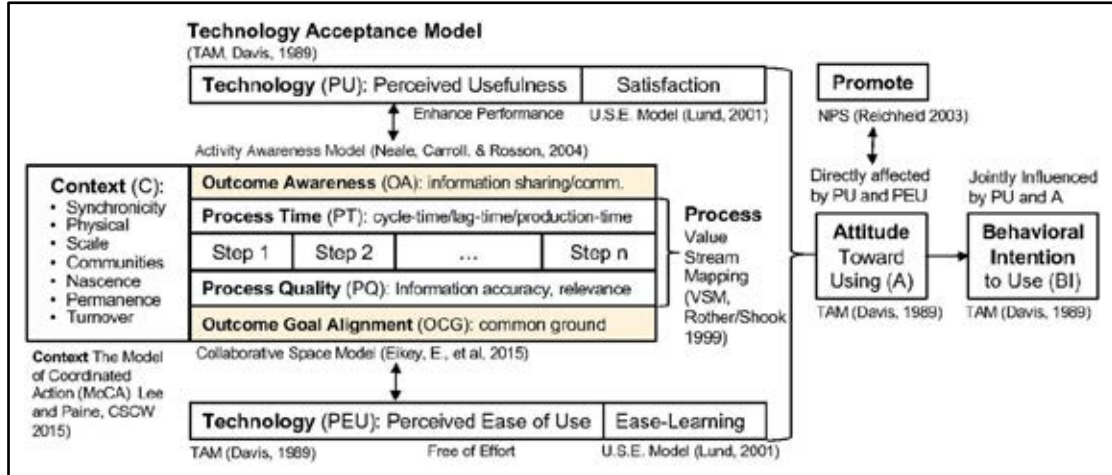 Technology Acceptance Model
(TAM, Davis, 1989)
Technology (PU): Perceived Usefulness
Satisfaction
Enhance Performance
U.S.E. Model (Lund, 2001)
Activity Awareness Model (Neale, Carroll, & Rosson, 2004)
Context (C):
• Synchronicity
• Physical
• Scale
• Communities
• Nascence
• Permanence
• Turnover
Context The Model
of Coordinated
Action (MoCA) Lee
and Paine, CSCW
2015)
Outcome Awareness (OA): information sharing/comm.
Process Time (PT): cycle-time/lag-time/production-time
Step 1
Step 2
...
Step n
Process Quality (PQ): Information accuracy, relevance
Outcome Goal Alignment (OCG): common ground
Collaborative Space Model (Eikey, E., et al, 2015)
Process
Value
Stream
Mapping
(VSM,
Rother/Shook
1999)
Technology (PEU): Perceived Ease of Use
Ease-Learning
TAM (Davis, 1989)
Free of Effort
U.S.E. Model (Lund, 2001)
Promote
NPS (Reichheld 2003)
Directly affected
by PU and PEU
Attitude
Toward
Using (A)
TAM (Davis, 1989)
Jointly Influenced
by PU and A
Behavioral
Intention
to Use (BI)
TAM (Davis, 1989)